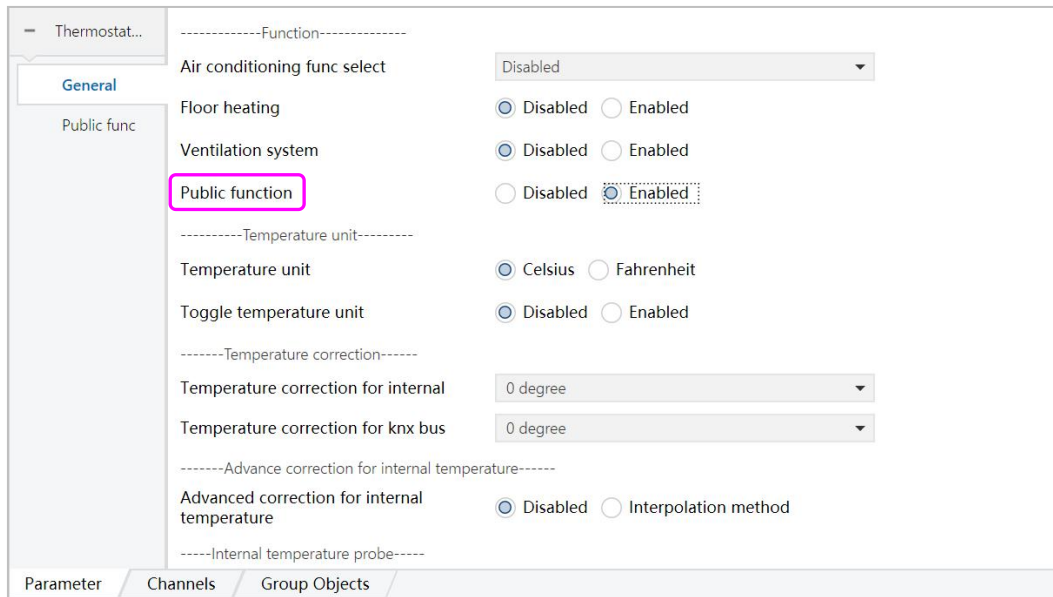 − Thermostat...
-------------Function--------------
Air conditioning func select Disabled
General
Floor heating Disabled Enabled
Public func
Ventilation system Disabled Enabled
Public function Disabled Enabled
----------Temperature unit---------
Temperature unit Celsius Fahrenheit
Toggle temperature unit Disabled Enabled
-------Temperature correction------
Temperature correction for internal 0 degree
Temperature correction for knx bus 0 degree
-------Advance correction for internal temperature------
Advanced correction for internal
temperature Disabled Interpolation method
-----Internal temperature probe-----
Parameter Channels Group Objects